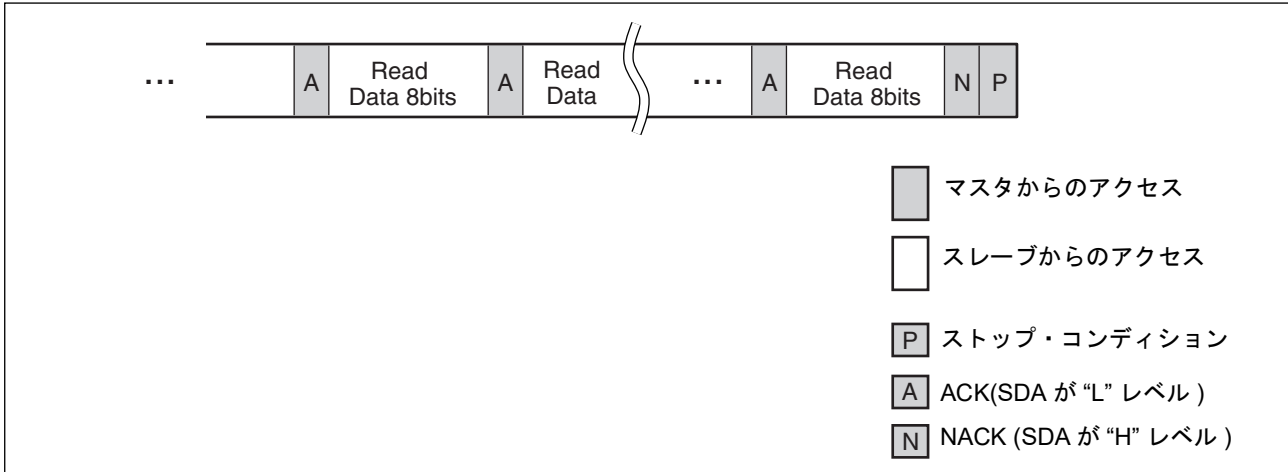 ... A Read Data 8bits A Read Data ... A Read Data 8bits N P
マスタからのアクセス
スレーブからのアクセス
P ストップ・コンディション
A ACK(SDA が “L” レベル )
N NACK (SDA が “H” レベル )